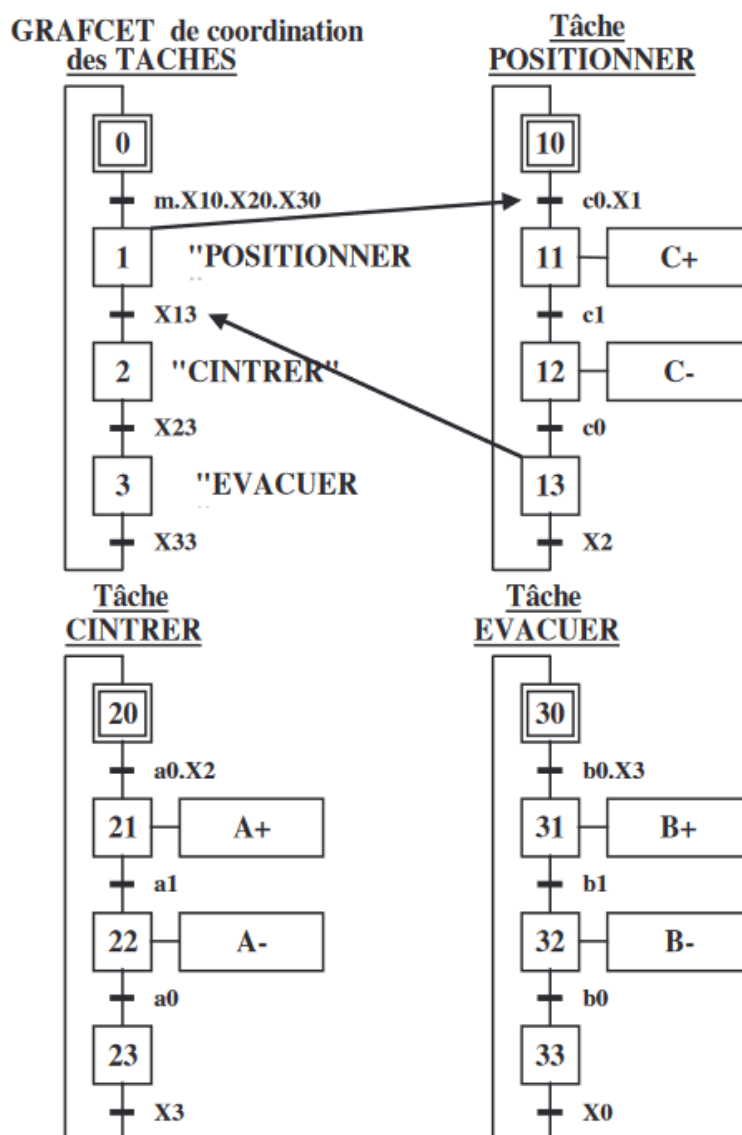 GRAFCET de coordination
des TACHES
0
m.X10.X20.X30
1 "POSITIONNER
X13
2 "CINTRER"
X23
3 "EVACUER
X33
Tâche
POSITIONNER
10
c0.X1
11 C+
c1
12 C-
c0
13
X2
Tâche
CINTRER
20
a0.X2
21 A+
a1
22 A-
a0
23
X3
Tâche
EVACUER
30
b0.X3
31 B+
b1
32 B-
b0
33
X0